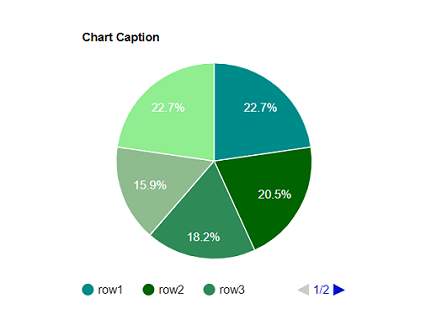 Chart Caption
22.7% 22.7%
15.9% 20.5%
18.2%
row1 row2 row3 1/2